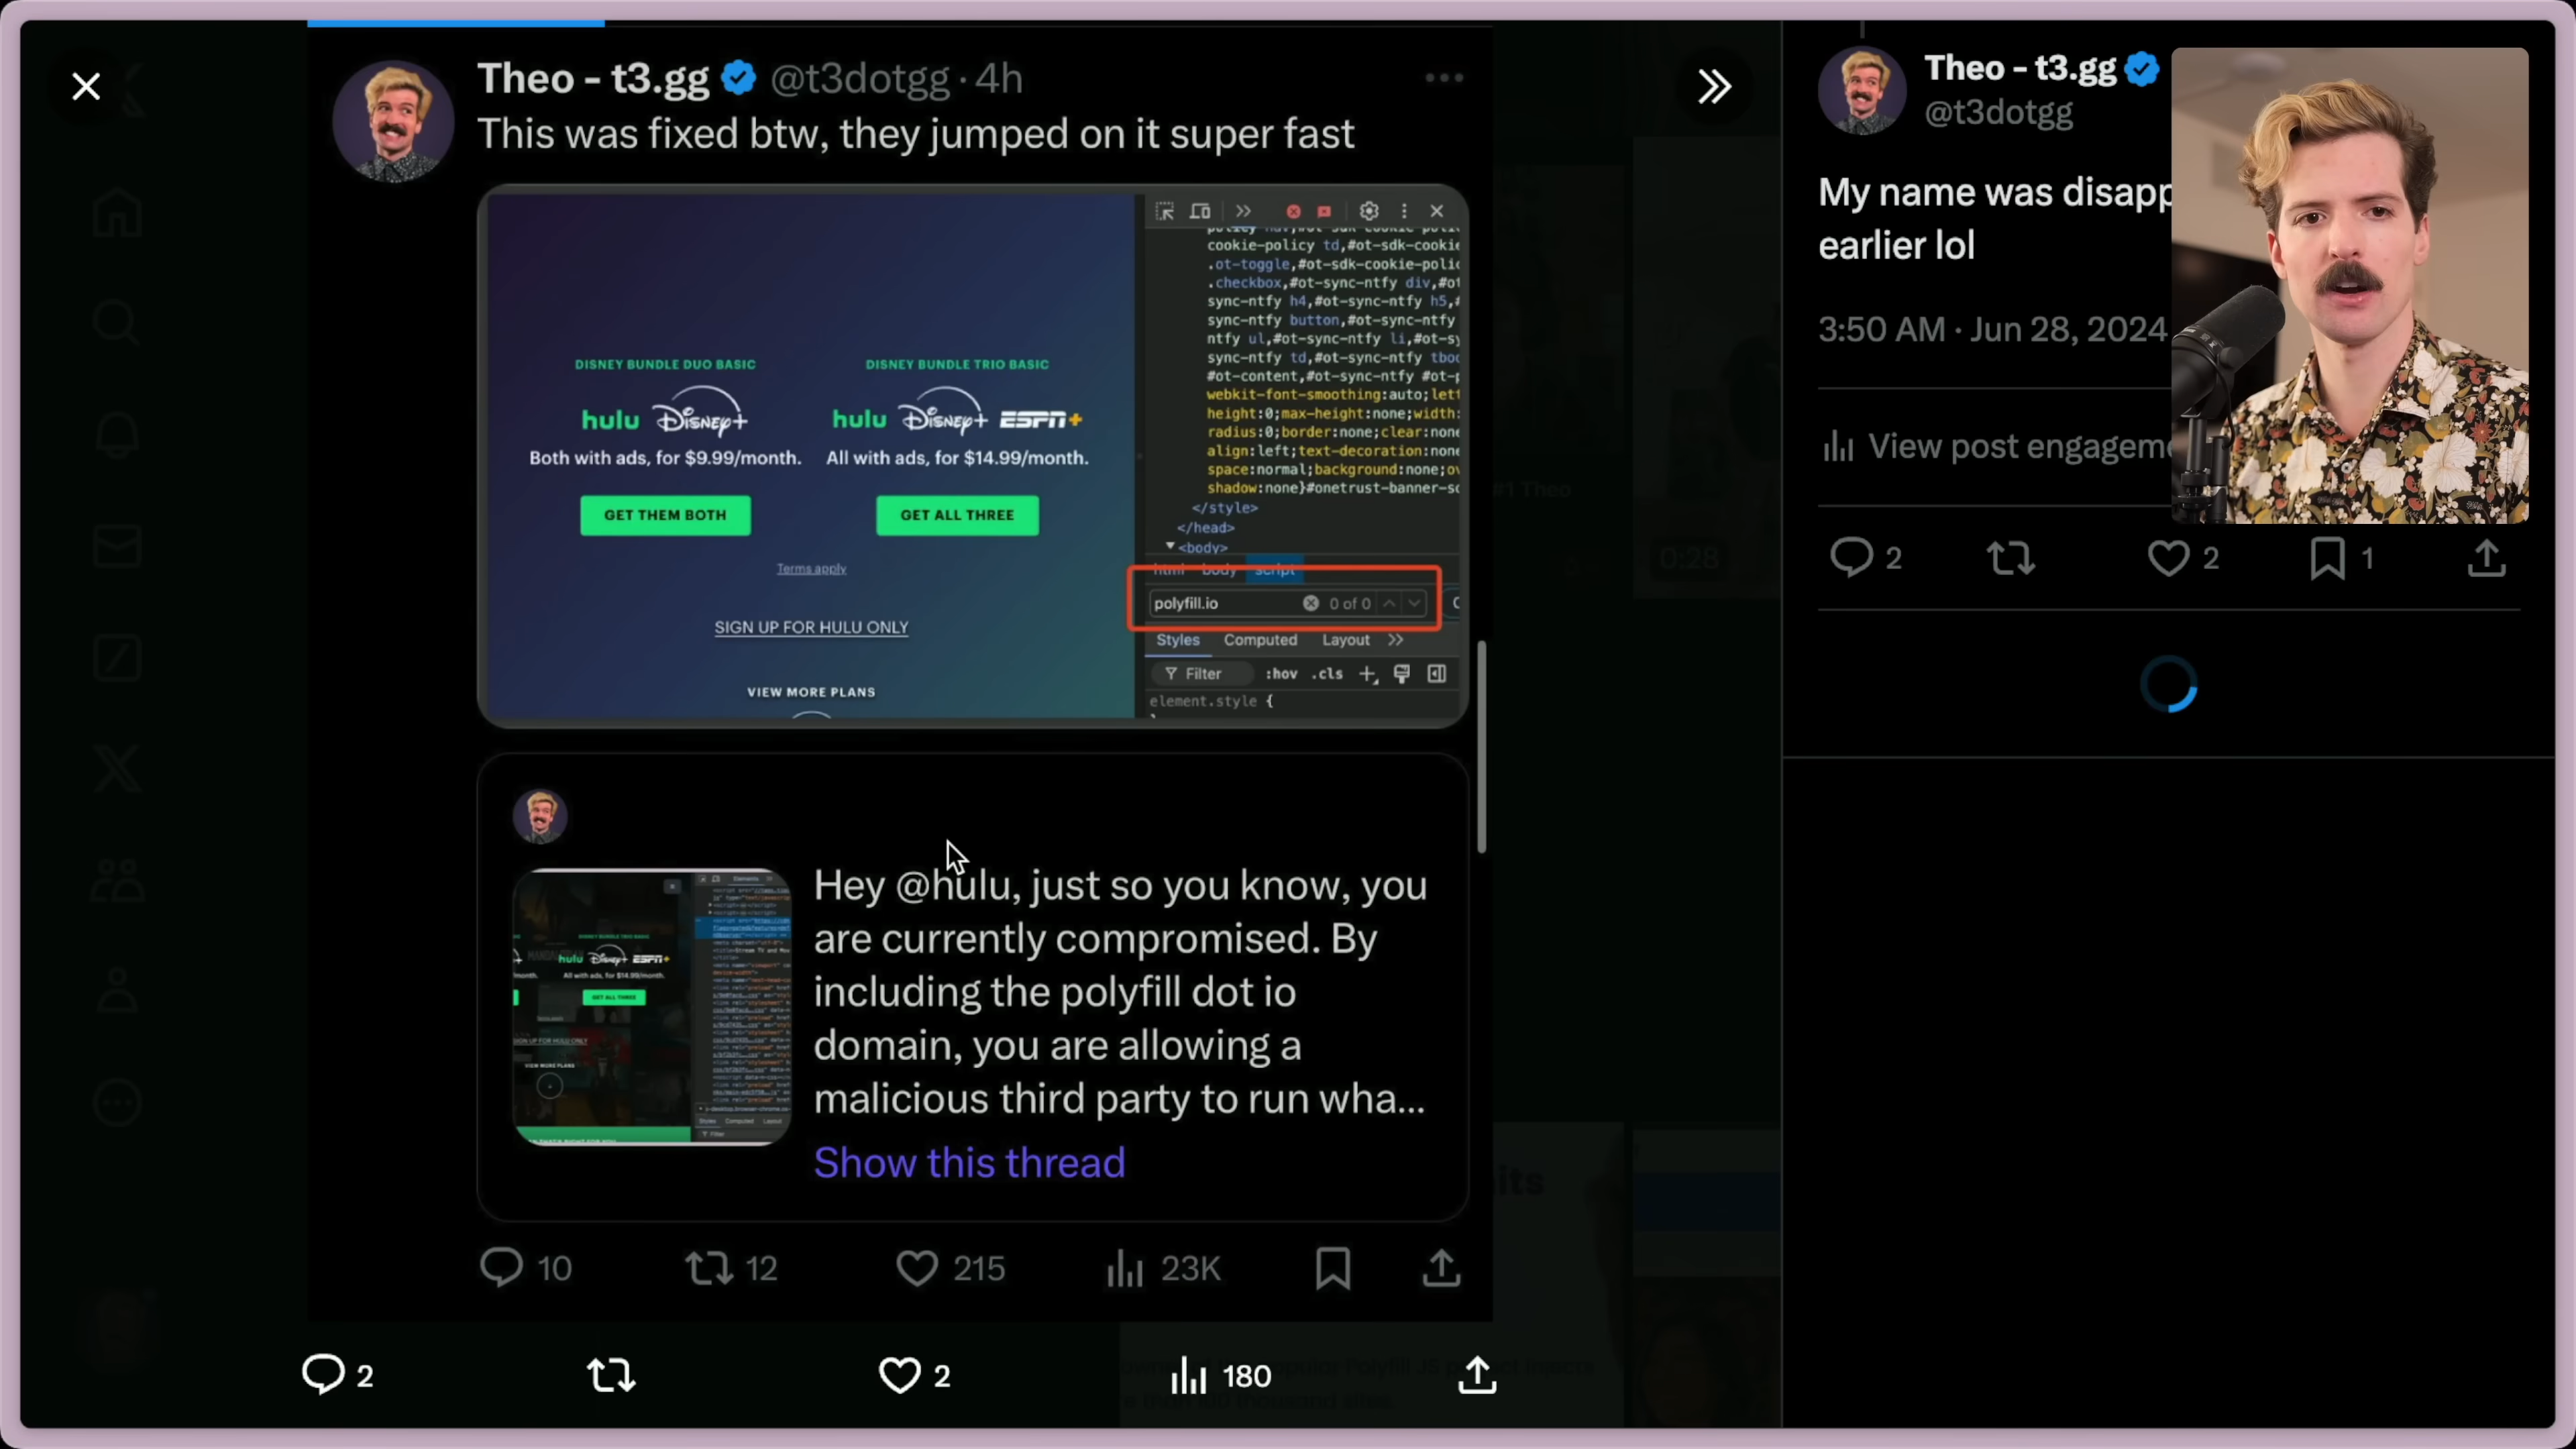 Theo - t3.gg @t3dotgg · 4h
This was fixed btw, they jumped on it super fast
DISNEY BUNDLE DUO BASIC
hulu Disney+
Both with ads, for $9.99/month.
GET THEM BOTH
DISNEY BUNDLE TRIO BASIC
hulu Disney+ ESPN+
All with ads, for $14.99/month.
GET ALL THREE
Terms apply
SIGN UP FOR HULU ONLY
VIEW MORE PLANS
cookie-policy td,#ot-sdk-cookie
.ot-toggle,#ot-sdk-cookie-polic
.checkbox,#ot-sync-ntfy div,#ot
sync-ntfy h4,#ot-sync-ntfy h5,#
sync-ntfy button,#ot-sync-ntfy
ntfy ul,#ot-sync-ntfy li,#ot-sy
sync-ntfy td,#ot-sync-ntfy tboo
#ot-content,#ot-sync-ntfy #ot-p
webkit-font-smoothing:auto;lett
height:0;max-height:none;width:
radius:0;border:none;clear:none
align:left;text-decoration:none
space:normal;background:none;ov
shadow:none}#onetrust-banner-sd
</style>
</head>
<body>
html body script
polyfill.io 0 of 0
Styles Computed Layout
Filter :hov .cls
element.style {
Hey @hulu, just so you know, you
are currently compromised. By
including the polyfill dot io
domain, you are allowing a
malicious third party to run wha...
Show this thread
10 12 215 23K
2 2 180
Theo - t3.gg
@t3dotgg
My name was disapp
earlier lol
3:50 AM · Jun 28, 2024
View post engageme
2 2 1
#1 Theo
0:28